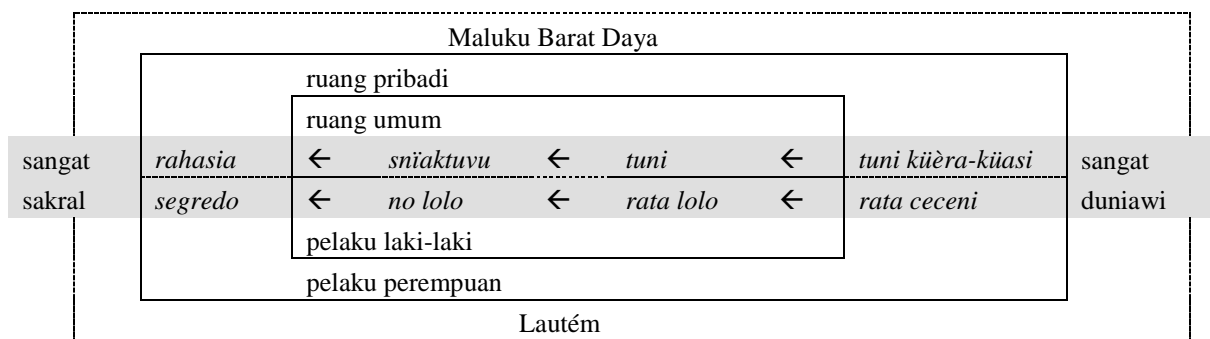 Maluku Barat Daya
ruang pribadi
ruang umum
sangat rahasia ← snïaktuvu ← tuni ← tuni küèra-küasi sangat
sakral segredo ← no lolo ← rata lolo ← rata ceceni duniawi
pelaku laki-laki
pelaku perempuan
Lautém